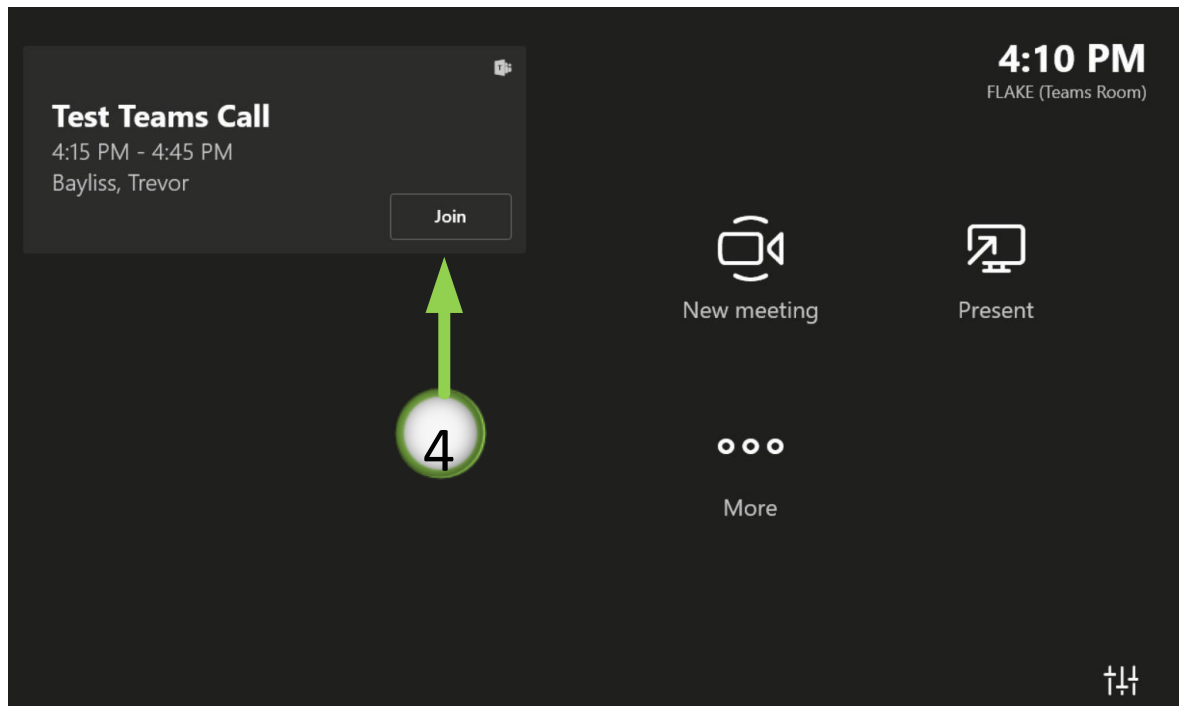 Test Teams Call
4:15 PM - 4:45 PM
Bayliss, Trevor
Join
4:10 PM
FLAKE (Teams Room)
New meeting
Present
4
More